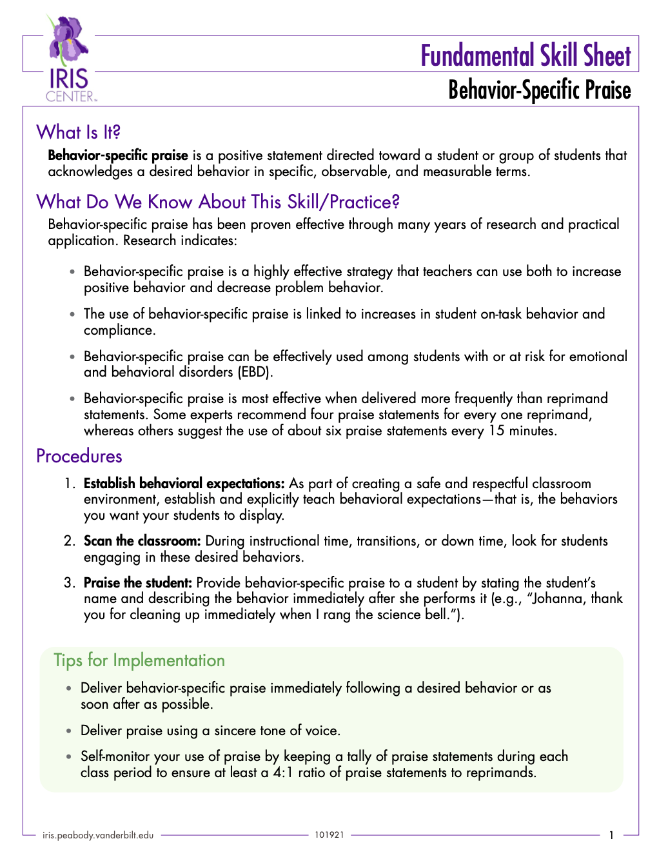 IRIS
CENTER™
Fundamental Skill Sheet
Behavior-Specific Praise
What Is It?
Behavior-specific praise is a positive statement directed toward a student or group of students that
acknowledges a desired behavior in specific, observable, and measurable terms.
What Do We Know About This Skill/Practice?
Behavior-specific praise has been proven effective through many years of research and practical
application. Research indicates:
• Behavior-specific praise is a highly effective strategy that teachers can use both to increase
positive behavior and decrease problem behavior.
• The use of behavior-specific praise is linked to increases in student on-task behavior and
compliance.
• Behavior-specific praise can be effectively used among students with or at risk for emotional
and behavioral disorders (EBD).
• Behavior-specific praise is most effective when delivered more frequently than reprimand
statements. Some experts recommend four praise statements for every one reprimand,
whereas others suggest the use of about six praise statements every 15 minutes.
Procedures
1. Establish behavioral expectations: As part of creating a safe and respectful classroom
environment, establish and explicitly teach behavioral expectations—that is, the behaviors
you want your students to display.
2. Scan the classroom: During instructional time, transitions, or down time, look for students
engaging in these desired behaviors.
3. Praise the student: Provide behavior-specific praise to a student by stating the student’s
name and describing the behavior immediately after she performs it (e.g., “Johanna, thank
you for cleaning up immediately when I rang the science bell.”).
Tips for Implementation
• Deliver behavior-specific praise immediately following a desired behavior or as
soon after as possible.
• Deliver praise using a sincere tone of voice.
• Self-monitor your use of praise by keeping a tally of praise statements during each
class period to ensure at least a 4:1 ratio of praise statements to reprimands.
iris.peabody.vanderbilt.edu
101921
1